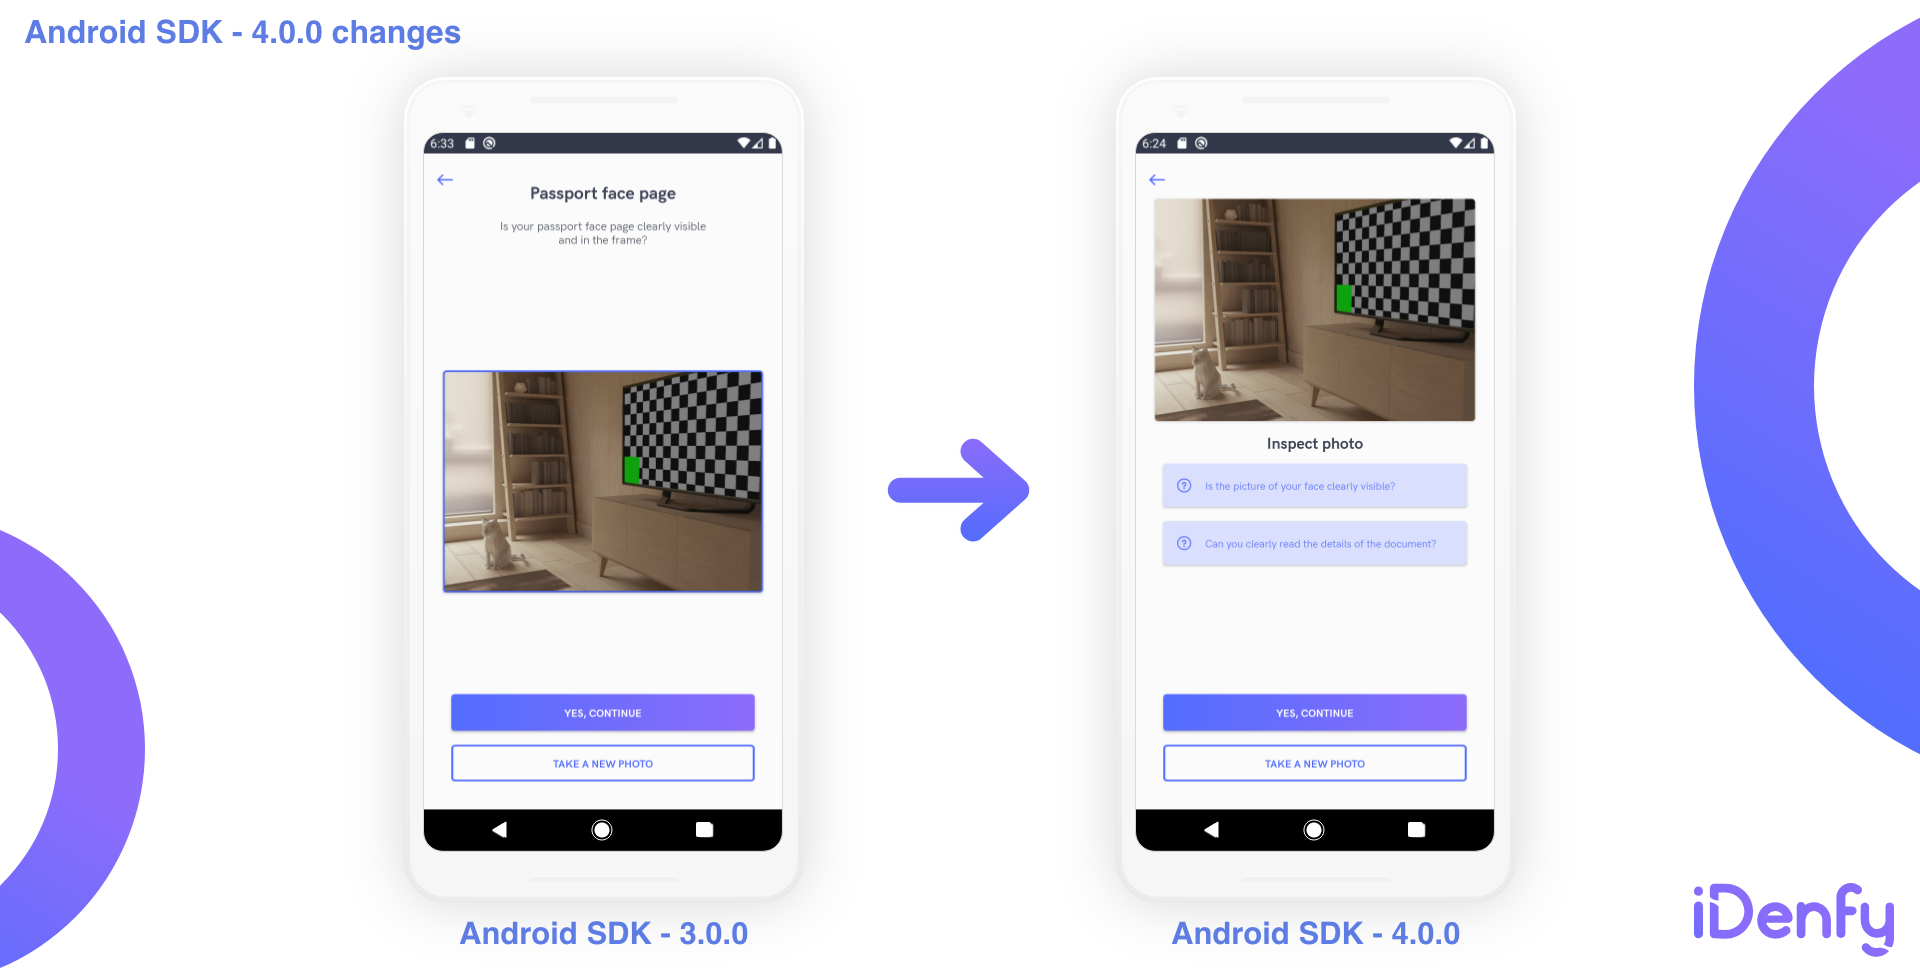 Android SDK - 4.0.0 changes
6:33
Passport face page
Is your passport face page clearly visible
and in the frame?
YES, CONTINUE
TAKE A NEW PHOTO
Android SDK - 3.0.0
6:24
Inspect photo
Is the picture of your face clearly visible?
Can you clearly read the details of the document?
YES, CONTINUE
TAKE A NEW PHOTO
Android SDK - 4.0.0
iDenfy